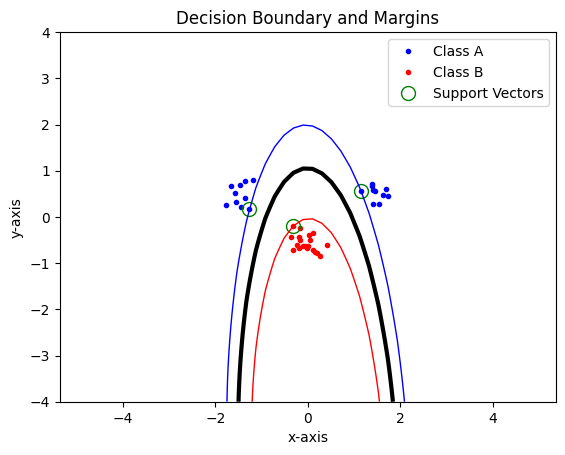 Decision Boundary and Margins
Class A
Class B
Support Vectors
4
3
2
1
0
−1
−2
−3
−4
y-axis
−4
−2
0
2
4
x-axis